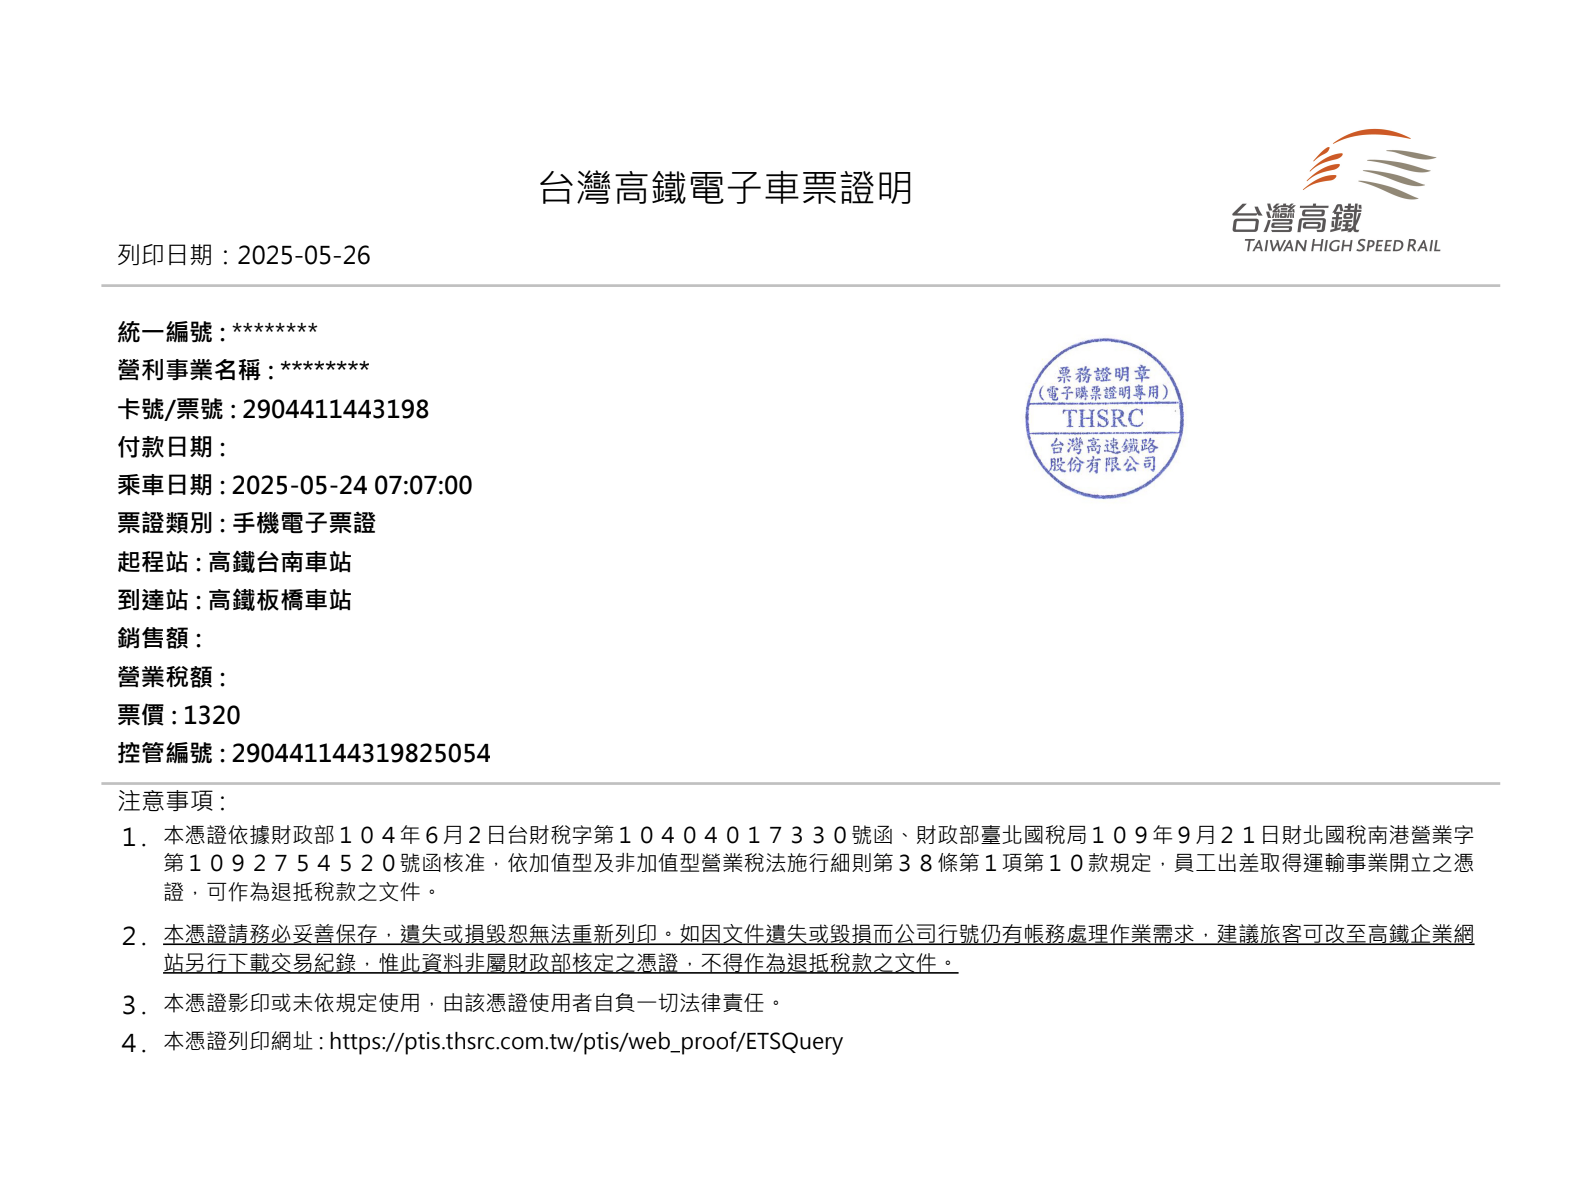 台灣高鐵電子車票證明
台灣高鐵
TAIWAN HIGH SPEED RAIL
列印日期：2025-05-26
統一編號 : ********
營利事業名稱 : ********
卡號/票號 : 2904411443198
付款日期 :
乘車日期 : 2025-05-24 07:07:00
票證類別 : 手機電子票證
起程站 : 高鐵台南車站
到達站 : 高鐵板橋車站
銷售額 :
營業稅額 :
票價 : 1320
控管編號 : 290441144319825054
票務證明章
(電子購票證明專用)
THSRC
台灣高速鐵路
股份有限公司
注意事項 :
1. 本憑證依據財政部１０４年６月２日台財稅字第１０４０４０１７３３０號函、財政部臺北國稅局１０９年９月２１日財北國稅南港營業字
第１０９２７５４５２０號函核准，依加值型及非加值型營業稅法施行細則第３８條第１項第１０款規定，員工出差取得運輸事業開立之憑
證，可作為退抵稅款之文件。
2. 本憑證請務必妥善保存，遺失或損毀恕無法重新列印。如因文件遺失或毀損而公司行號仍有帳務處理作業需求，建議旅客可改至高鐵企業網
站另行下載交易紀錄，惟此資料非屬財政部核定之憑證，不得作為退抵稅款之文件。
3. 本憑證影印或未依規定使用，由該憑證使用者自負一切法律責任。
4. 本憑證列印網址 : https://ptis.thsrc.com.tw/ptis/web_proof/ETSQuery